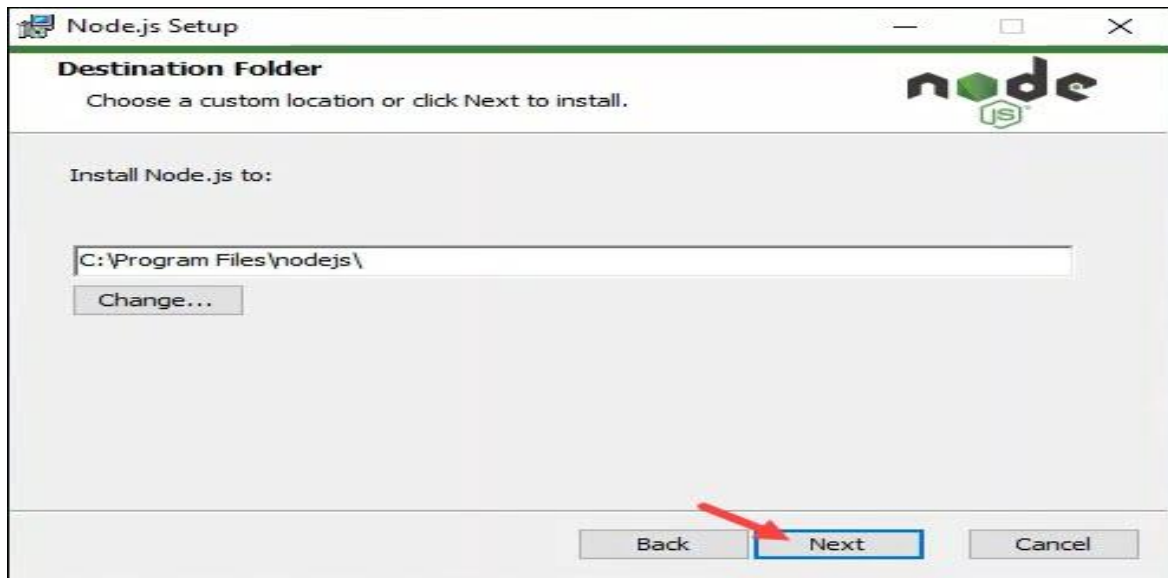 Node.js Setup
Destination Folder
Choose a custom location or click Next to install.
node
JS
Install Node.js to:
C:\Program Files\nodejs\
Change...
Back
Next
Cancel